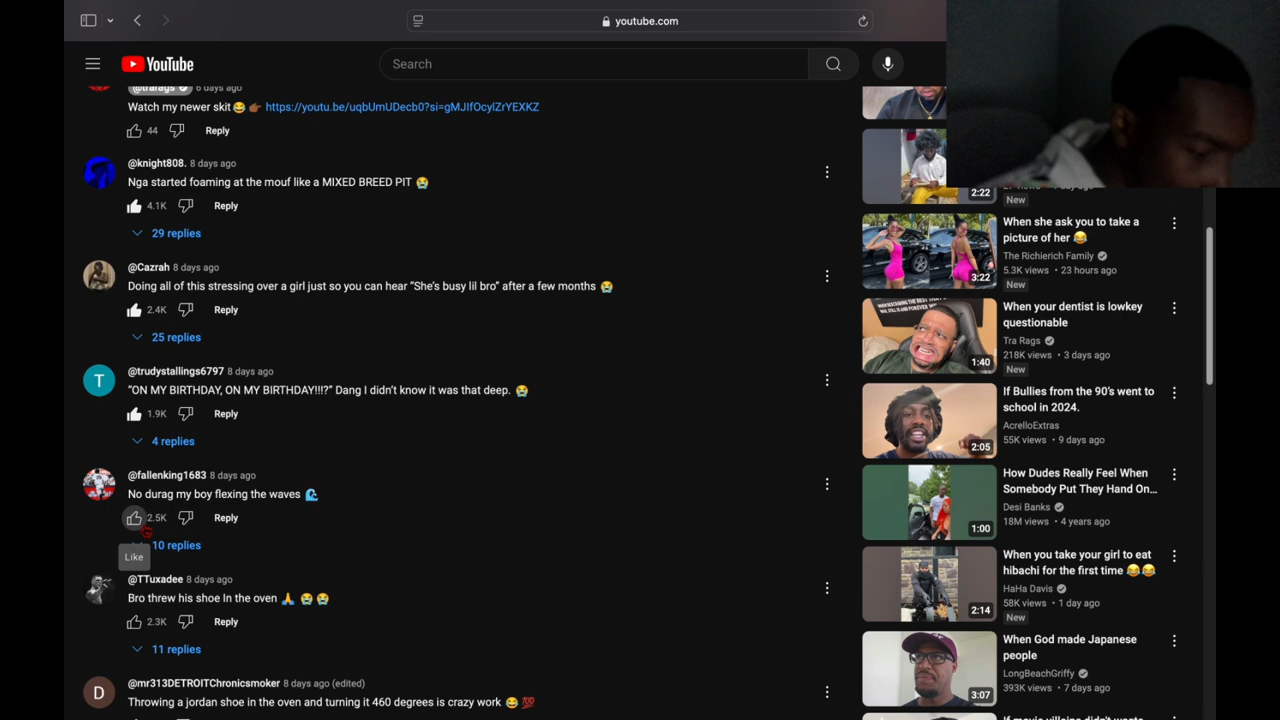 youtube.com
YouTube
Search
@trarags 6 days ago
Watch my newer skit😂 👉🏾 https://youtu.be/uqbUmUDecb0?si=gMJIfOcylZrYEXKZ
44 Reply
@knight808. 8 days ago
Nga started foaming at the mouf like a MIXED BREED PIT 😭
4.1K Reply
29 replies
@Cazrah 8 days ago
Doing all of this stressing over a girl just so you can hear “She’s busy lil bro” after a few months 😭
2.4K Reply
25 replies
@trudystallings6797 8 days ago
“ON MY BIRTHDAY, ON MY BIRTHDAY!!!?” Dang I didn’t know it was that deep. 😭
1.9K Reply
4 replies
T
@fallenking1683 8 days ago
No durag my boy flexing the waves 🌊
2.5K Reply
10 replies
Like
@TTuxadee 8 days ago
Bro threw his shoe In the oven 🙏 😭 😭
2.3K Reply
11 replies
D
@mr313DETROITChronicsmoker 8 days ago (edited)
Throwing a jordan shoe in the oven and turning it 460 degrees is crazy work 😂 💯
2:22
New
3:22
When she ask you to take a
picture of her 😂
The Richierich Family
5.3K views • 23 hours ago
New
1:40
When your dentist is lowkey
questionable
Tra Rags
218K views • 3 days ago
New
2:05
If Bullies from the 90’s went to
school in 2024.
AcrelloExtras
55K views • 9 days ago
1:00
How Dudes Really Feel When
Somebody Put They Hand On...
Desi Banks
18M views • 4 years ago
2:14
When you take your girl to eat
hibachi for the first time 😂😂
HaHa Davis
58K views • 1 day ago
New
3:07
When God made Japanese
people
LongBeachGriffy
393K views • 7 days ago